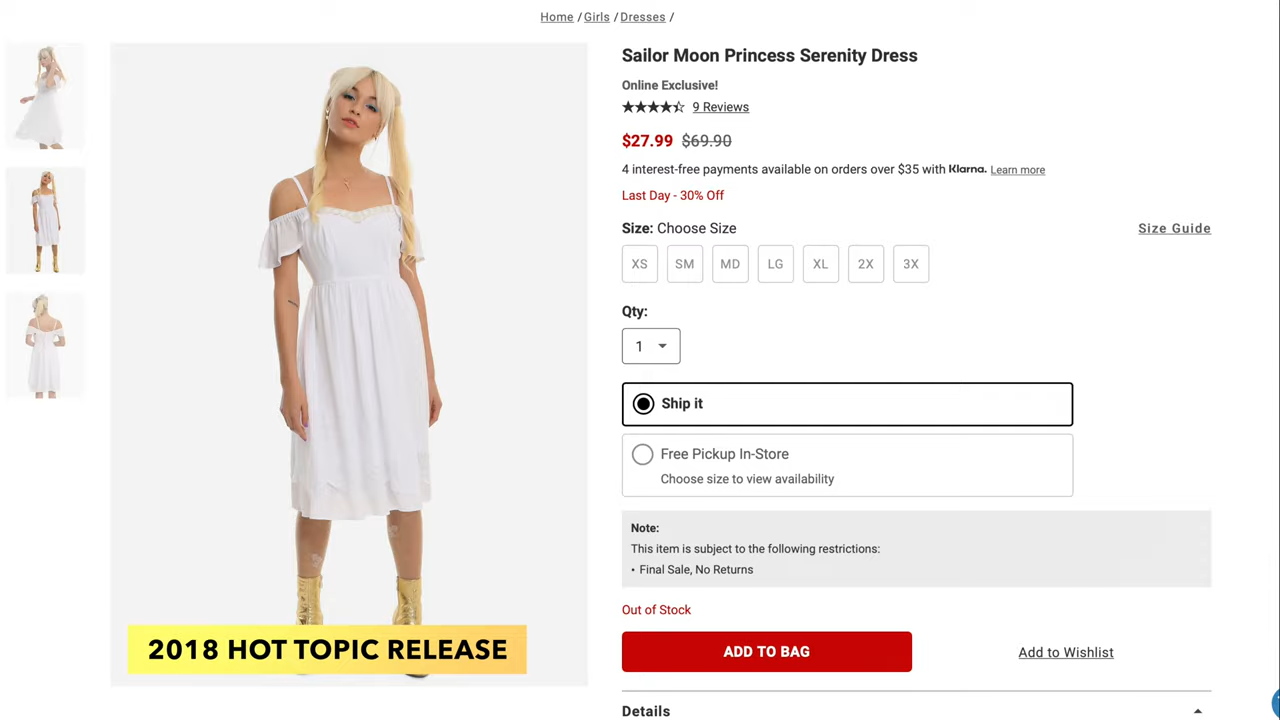 Home / Girls / Dresses /
Sailor Moon Princess Serenity Dress
Online Exclusive!
9 Reviews
$27.99 $69.90
4 interest-free payments available on orders over $35 with Klarna. Learn more
Last Day - 30% Off
Size: Choose Size
Size Guide
XS SM MD LG XL 2X 3X
Qty:
1
Ship it
Free Pickup In-Store
Choose size to view availability
Note:
This item is subject to the following restrictions:
• Final Sale, No Returns
Out of Stock
ADD TO BAG
Add to Wishlist
Details
2018 HOT TOPIC RELEASE